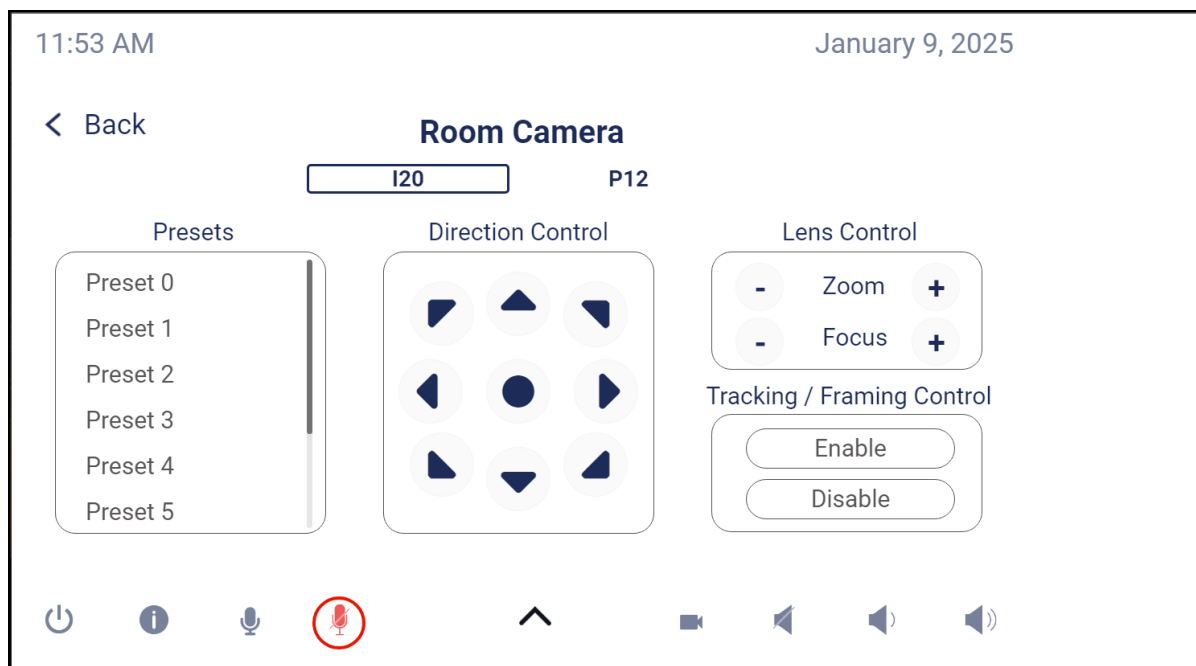 11:53 AM
January 9, 2025
Back
Room Camera
I20
P12
Presets
Preset 0
Preset 1
Preset 2
Preset 3
Preset 4
Preset 5
Direction Control
Lens Control
- Zoom +
- Focus +
Tracking / Framing Control
Enable
Disable